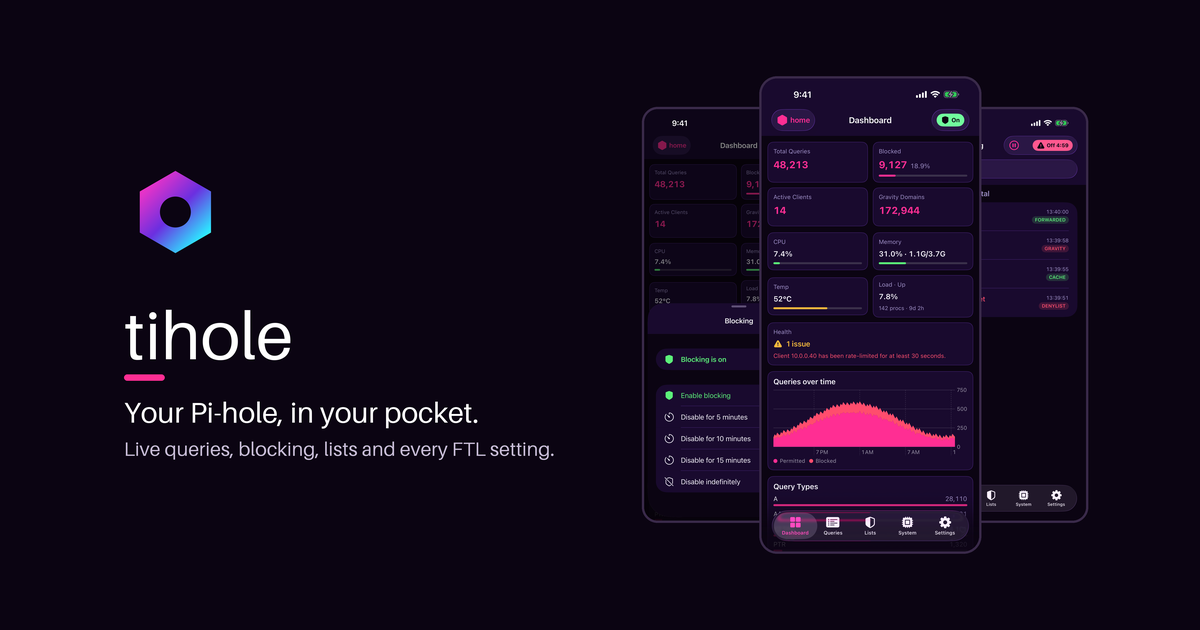 tihole
Your Pi-hole, in your pocket.
Live queries, blocking, lists and every FTL setting.
9:41
home
Dashboard
Total Queries
48,213
Active Clients
14
CPU
7.4%
Temp
52°C
Blocking
Blocking is on
Enable blocking
Disable for 5 minutes
Disable for 10 minutes
Disable for 15 minutes
Disable indefinitely
9:41
home
Dashboard
On
Total Queries
48,213
Blocked
9,127 18.9%
Active Clients
14
Gravity Domains
172,944
CPU
7.4%
Memory
31.0% · 1.1G/3.7G
Temp
52°C
Load · Up
7.8%
142 procs · 9d 2h
Health
1 issue
Client 10.0.0.40 has been rate-limited for at least 30 seconds.
Queries over time
750
500
250
0
7 PM
1 AM
7 AM
1
Permitted
Blocked
Query Types
A
28,110
Dashboard
Queries
Lists
System
Settings
Off 4:59
13:40:00
FORWARDED
13:39:58
GRAVITY
13:39:55
CACHE
13:39:51
DENYLIST
Lists
System
Settings